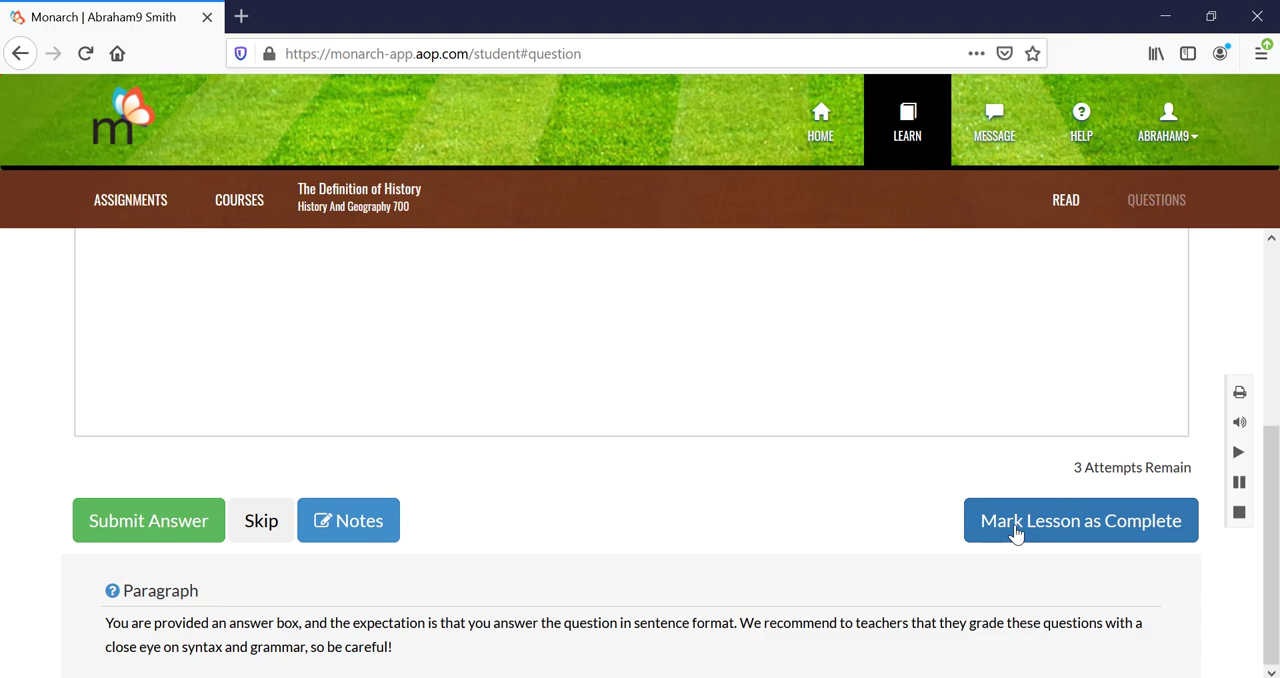 Monarch | Abraham9 Smith
https://monarch-app.aop.com/student#question
m
HOME
LEARN
MESSAGE
HELP
ABRAHAM9
ASSIGNMENTS
COURSES
The Definition of History
History And Geography 700
READ
QUESTIONS
3 Attempts Remain
Submit Answer
Skip
Notes
Mark Lesson as Complete
Paragraph
You are provided an answer box, and the expectation is that you answer the question in sentence format. We recommend to teachers that they grade these questions with a
close eye on syntax and grammar, so be careful!